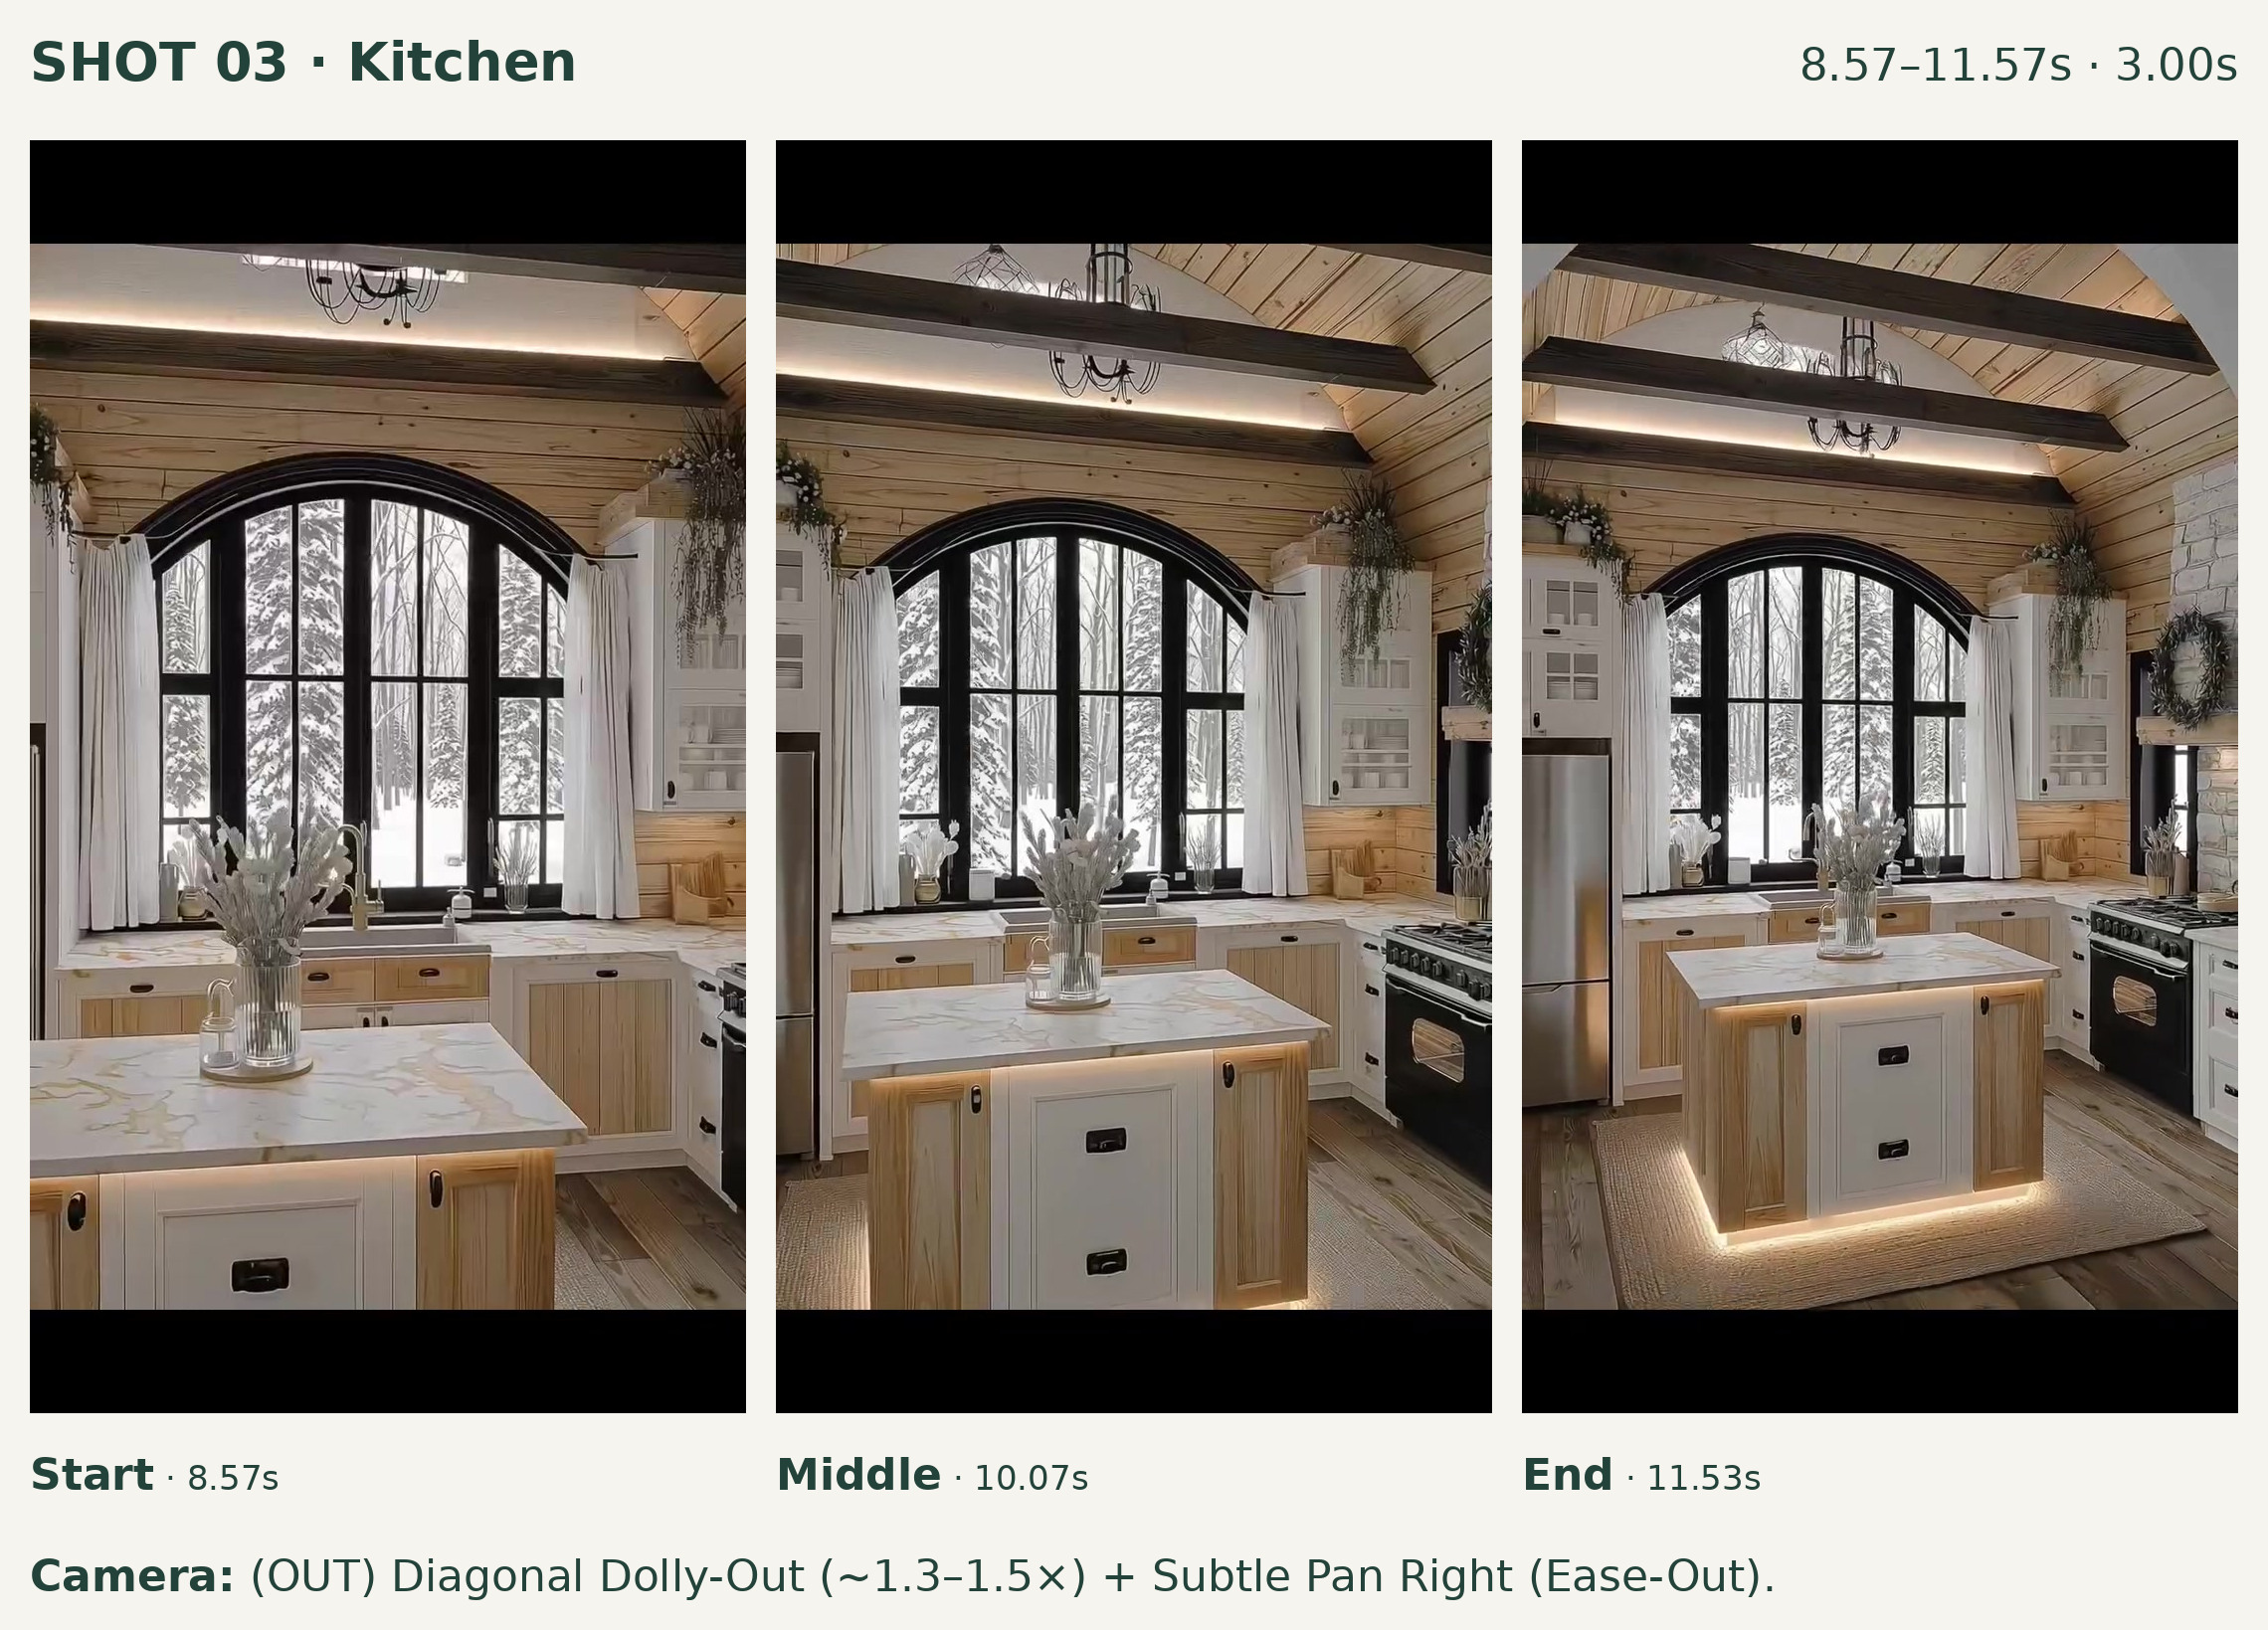 SHOT 03 · Kitchen
8.57–11.57s · 3.00s
Start · 8.57s
Middle · 10.07s
End · 11.53s
Camera: (OUT) Diagonal Dolly-Out (~1.3–1.5×) + Subtle Pan Right (Ease-Out).